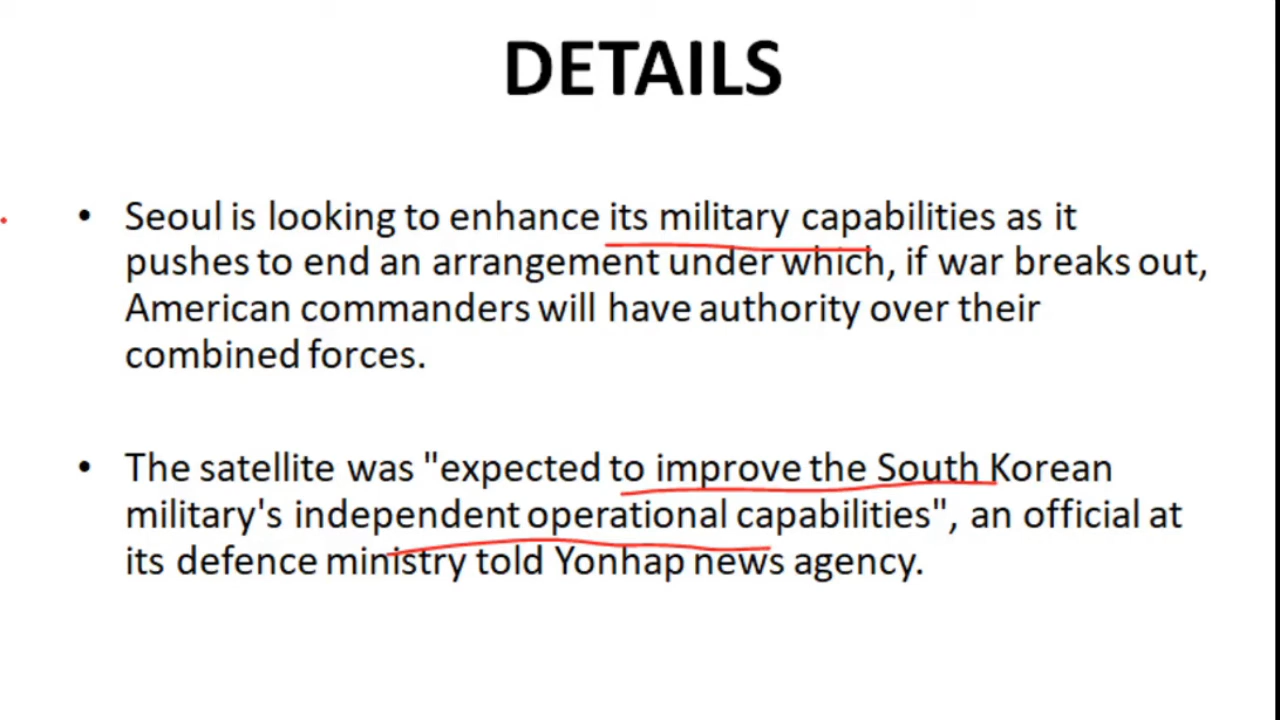 DETAILS
• Seoul is looking to enhance its military capabilities as it
pushes to end an arrangement under which, if war breaks out,
American commanders will have authority over their
combined forces.
• The satellite was "expected to improve the South Korean
military's independent operational capabilities", an official at
its defence ministry told Yonhap news agency.